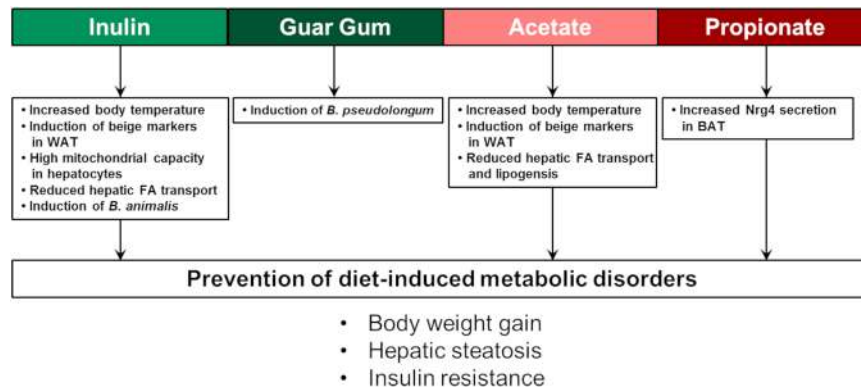 Inulin
Guar Gum
Acetate
Propionate
• Increased body temperature
• Induction of beige markers
in WAT
• High mitochondrial capacity
in hepatocytes
• Reduced hepatic FA transport
• Induction of B. animalis
• Induction of B. pseudolongum
• Increased body temperature
• Induction of beige markers
in WAT
• Reduced hepatic FA transport
and lipogensis
• Increased Nrg4 secretion
in BAT
Prevention of diet-induced metabolic disorders
• Body weight gain
• Hepatic steatosis
• Insulin resistance